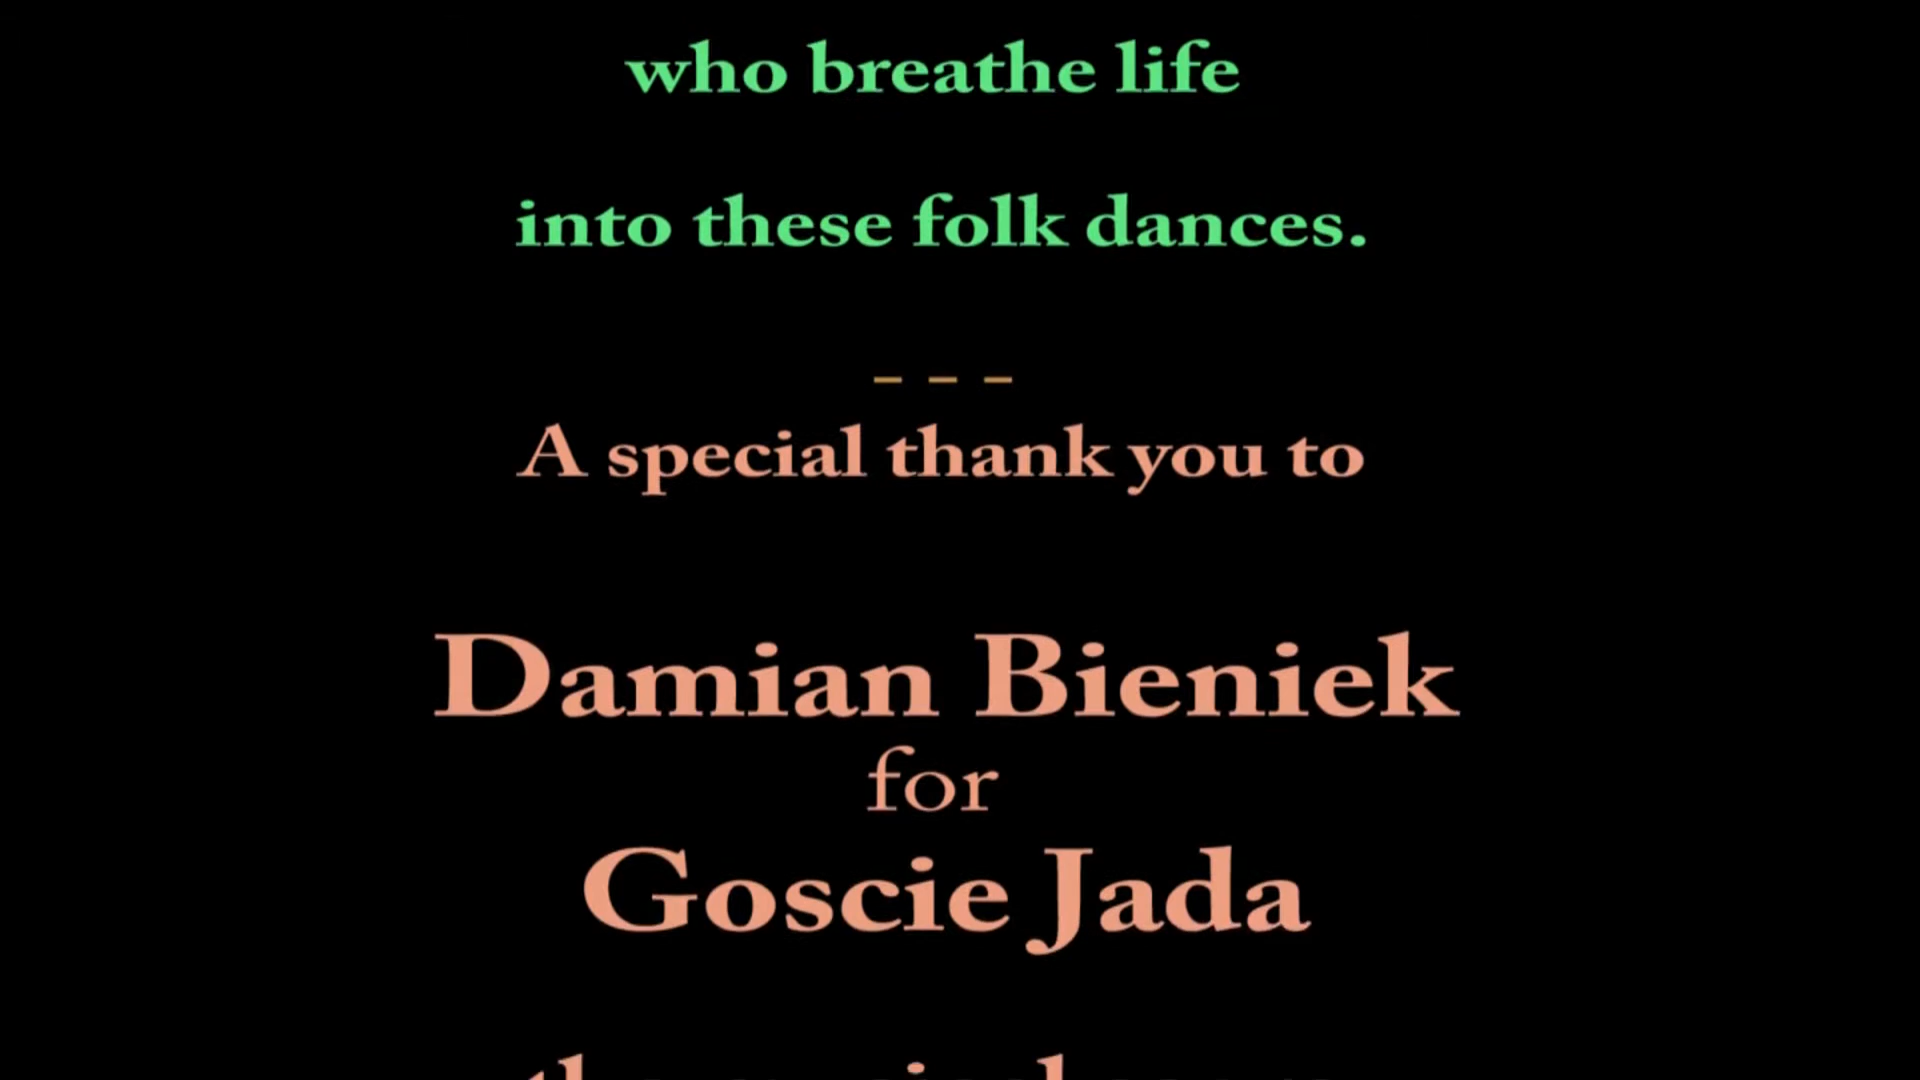 who breathe life
into these folk dances.
– – –
A special thank you to
Damian Bieniek
for
Goscie Jada